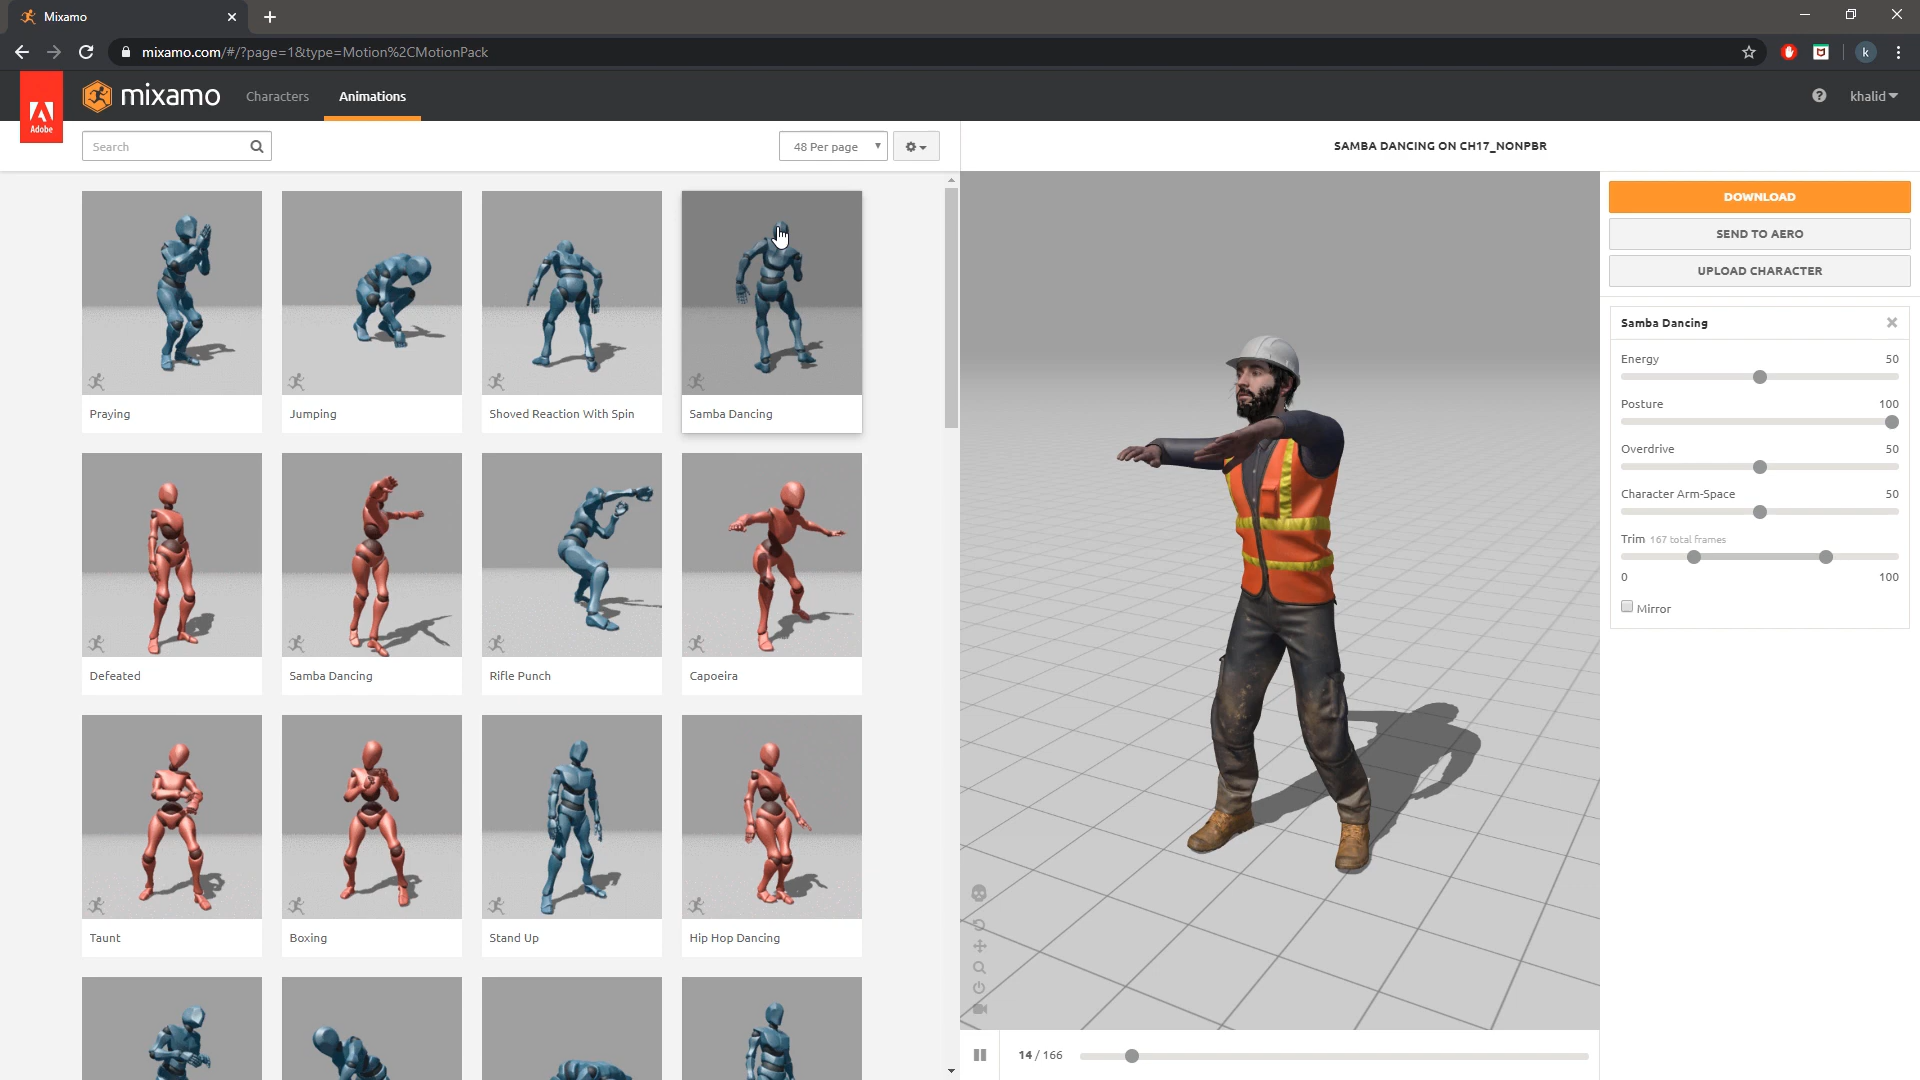 Mixamo
mixamo.com/#/?page=1&type=Motion%2CMotionPack
k
Adobe
mixamo
Characters
Animations
khalid
Search
48 Per page
SAMBA DANCING ON CH17_NONPBR
DOWNLOAD
SEND TO AERO
UPLOAD CHARACTER
Praying
Jumping
Shoved Reaction With Spin
Samba Dancing
Samba Dancing
Energy 50
Posture 100
Overdrive 50
Character Arm-Space 50
Trim 167 total frames
0 100
Mirror
Defeated
Samba Dancing
Rifle Punch
Capoeira
Taunt
Boxing
Stand Up
Hip Hop Dancing
14 / 166